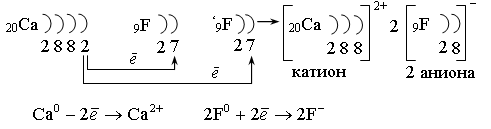 ₂₀Ca ) ) ) ) ₉F ) ) ‘₉F ) ) → [₂₀Ca ) ) )]²⁺ 2 [₉F ) )]⁻
2 8 8 2 2 7 2 7 2 8 8 2 8
ē ē катион 2 аниона
Ca⁰ – 2ē → Ca²⁺ 2F⁰ + 2ē → 2F⁻